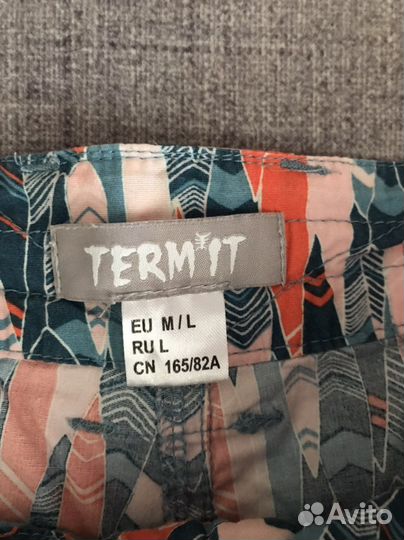 TERMIT
EU M/L
RU L
CN 165/82A
Avito